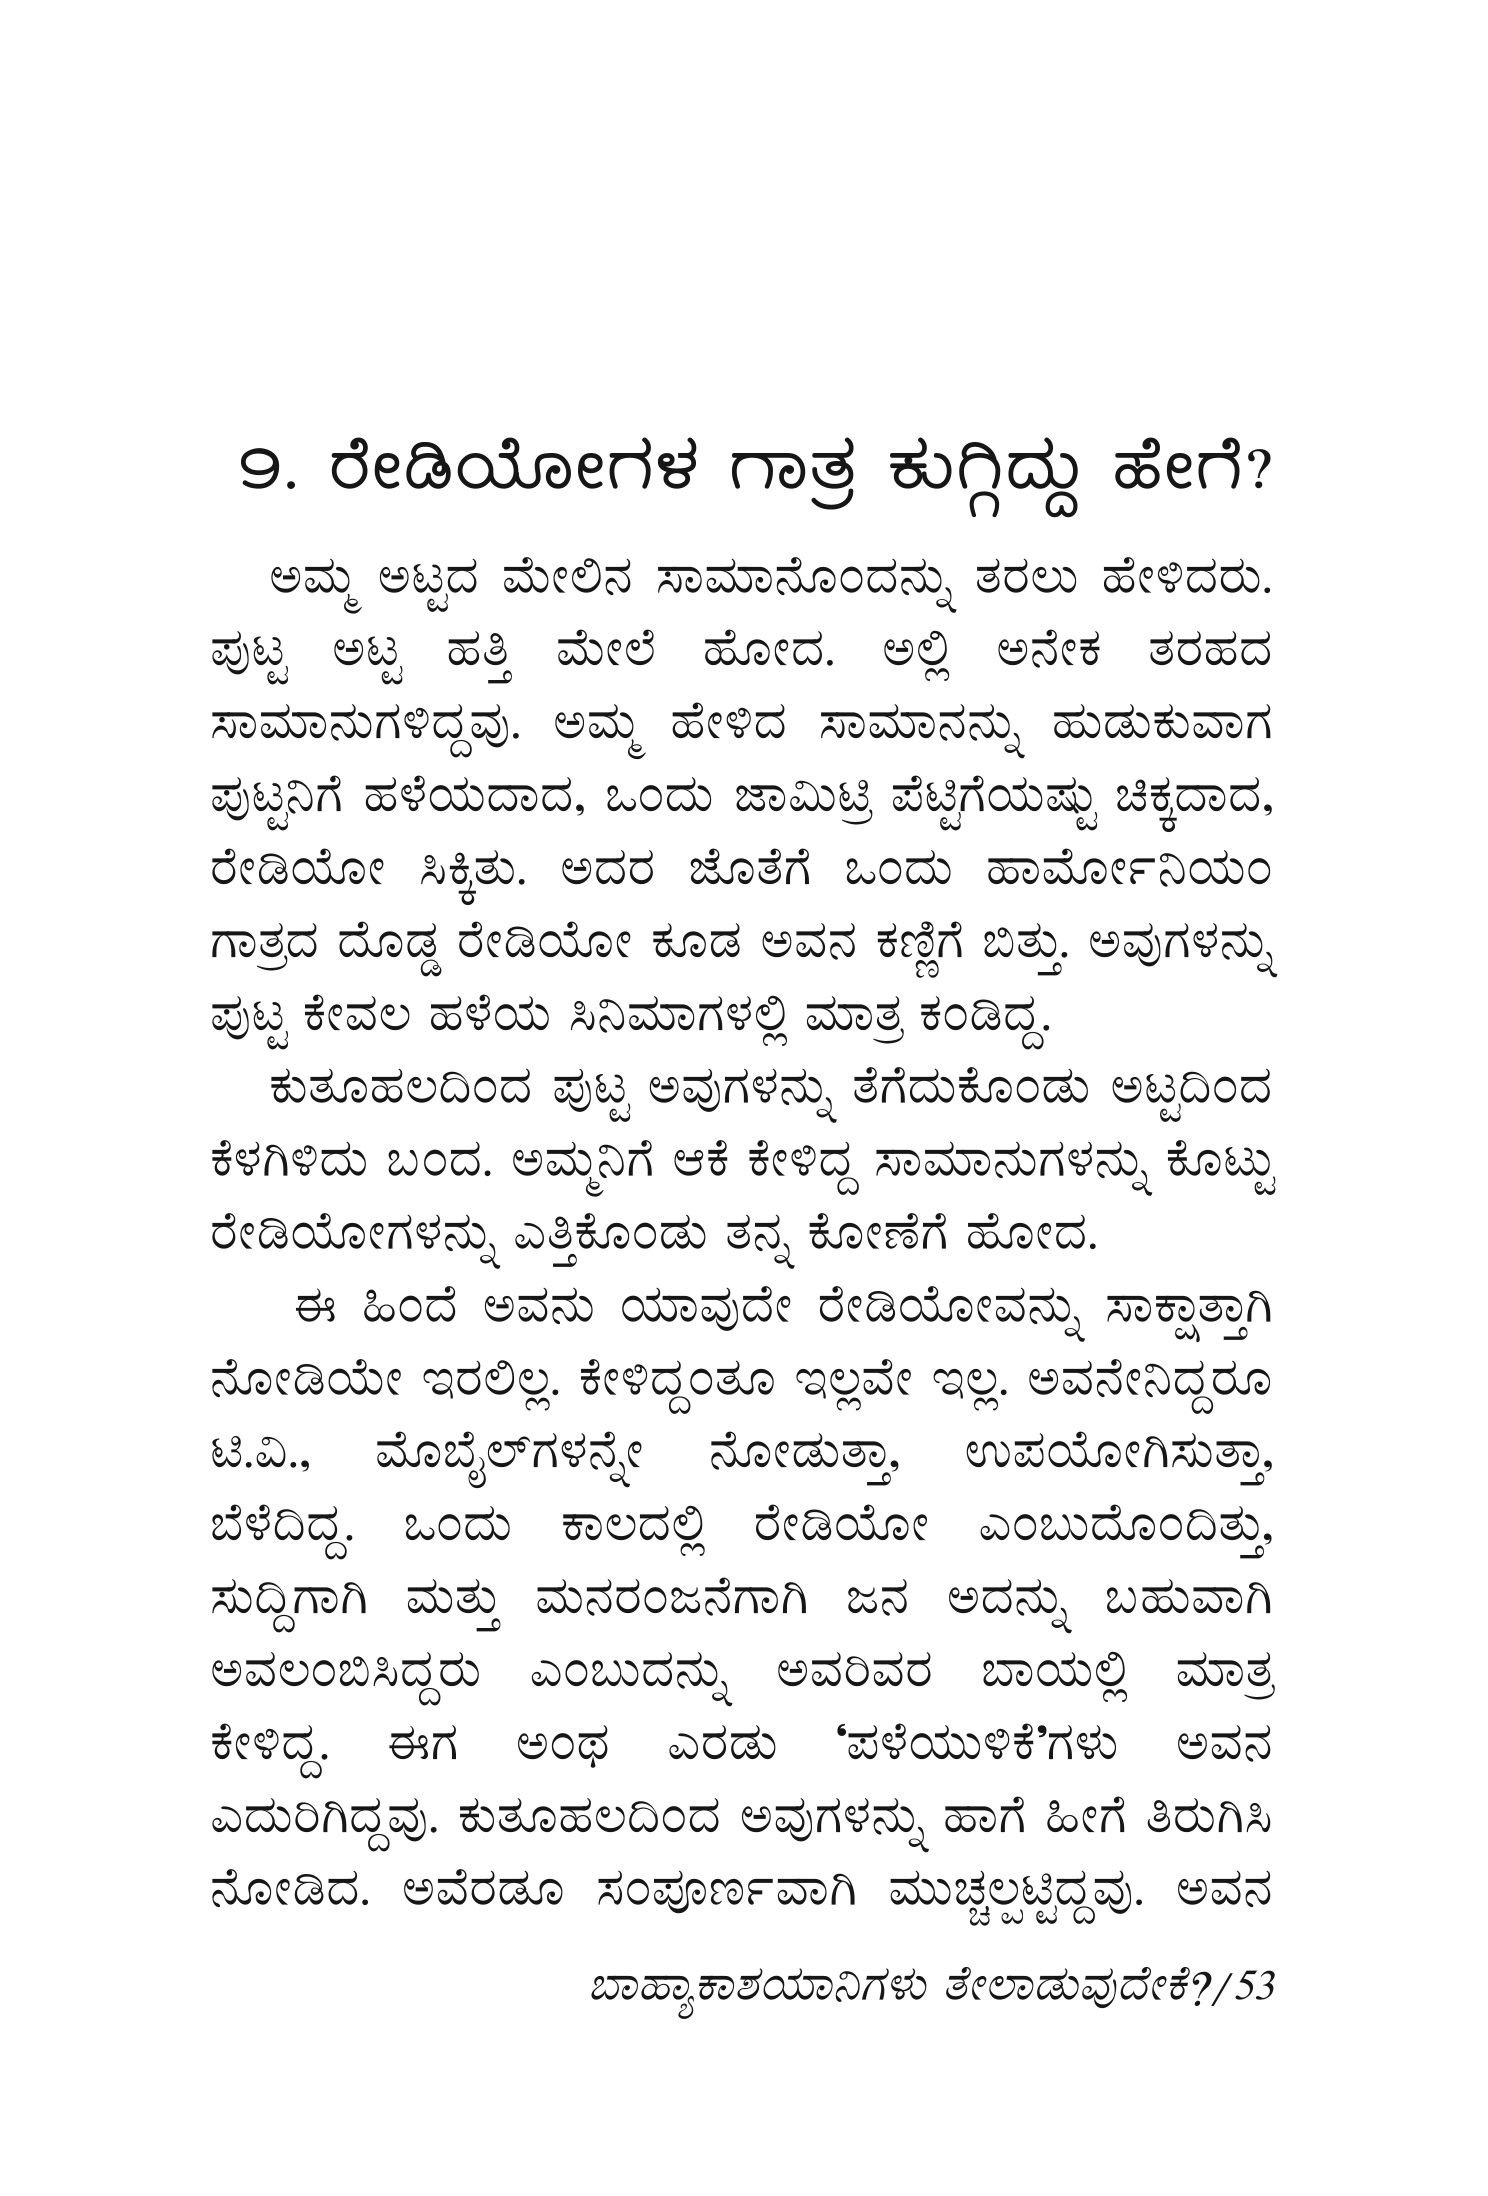 ೨. ರೇಡಿಯೋಗಳ ಗಾತ್ರ ಕುಗ್ಗಿದ್ದು ಹೇಗೆ?
ಅಮ್ಮ ಅಟ್ಟದ ಮೇಲಿನ ಸಾಮಾನೊಂದನ್ನು ತರಲು ಹೇಳಿದರು.
ಪುಟ್ಟ ಅಟ್ಟ ಹತ್ತಿ ಮೇಲೆ ಹೋದ. ಅಲ್ಲಿ ಅನೇಕ ತರಹದ
ಸಾಮಾನುಗಳಿದ್ದವು. ಅಮ್ಮ ಹೇಳಿದ ಸಾಮಾನನ್ನು ಹುಡುಕುವಾಗ
ಪುಟ್ಟನಿಗೆ ಹಳೆಯದಾದ, ಒಂದು ಜಾಮಿಟ್ರಿ ಪೆಟ್ಟಿಗೆಯಷ್ಟು ಚಿಕ್ಕದಾದ,
ರೇಡಿಯೋ ಸಿಕ್ಕಿತು. ಅದರ ಜೊತೆಗೆ ಒಂದು ಹಾರ್ಮೋನಿಯಂ
ಗಾತ್ರದ ದೊಡ್ಡ ರೇಡಿಯೋ ಕೂಡ ಅವನ ಕಣ್ಣಿಗೆ ಬಿತ್ತು. ಅವುಗಳನ್ನು
ಪುಟ್ಟ ಕೇವಲ ಹಳೆಯ ಸಿನಿಮಾಗಳಲ್ಲಿ ಮಾತ್ರ ಕಂಡಿದ್ದ.
ಕುತೂಹಲದಿಂದ ಪುಟ್ಟ ಅವುಗಳನ್ನು ತೆಗೆದುಕೊಂಡು ಅಟ್ಟದಿಂದ
ಕೆಳಗಿಳಿದು ಬಂದ. ಅಮ್ಮನಿಗೆ ಆಕೆ ಕೇಳಿದ್ದ ಸಾಮಾನುಗಳನ್ನು ಕೊಟ್ಟು
ರೇಡಿಯೋಗಳನ್ನು ಎತ್ತಿಕೊಂಡು ತನ್ನ ಕೋಣೆಗೆ ಹೋದ.
ಈ ಹಿಂದೆ ಅವನು ಯಾವುದೇ ರೇಡಿಯೋವನ್ನು ಸಾಕ್ಷಾತ್ತಾಗಿ
ನೋಡಿಯೇ ಇರಲಿಲ್ಲ. ಕೇಳಿದ್ದಂತೂ ಇಲ್ಲವೇ ಇಲ್ಲ. ಅವನೇನಿದ್ದರೂ
ಟಿ.ವಿ., ಮೊಬೈಲ್‌ಗಳನ್ನೇ ನೋಡುತ್ತಾ, ಉಪಯೋಗಿಸುತ್ತಾ,
ಬೆಳೆದಿದ್ದ. ಒಂದು ಕಾಲದಲ್ಲಿ ರೇಡಿಯೋ ಎಂಬುದೊಂದಿತ್ತು,
ಸುದ್ದಿಗಾಗಿ ಮತ್ತು ಮನರಂಜನೆಗಾಗಿ ಜನ ಅದನ್ನು ಬಹುವಾಗಿ
ಅವಲಂಬಿಸಿದ್ದರು ಎಂಬುದನ್ನು ಅವರಿವರ ಬಾಯಲ್ಲಿ ಮಾತ್ರ
ಕೇಳಿದ್ದ. ಈಗ ಅಂಥ ಎರಡು ‘ಪಳೆಯುಳಿಕೆ’ಗಳು ಅವನ
ಎದುರಿಗಿದ್ದವು. ಕುತೂಹಲದಿಂದ ಅವುಗಳನ್ನು ಹಾಗೆ ಹೀಗೆ ತಿರುಗಿಸಿ
ನೋಡಿದ. ಅವೆರಡೂ ಸಂಪೂರ್ಣವಾಗಿ ಮುಚ್ಚಲ್ಪಟ್ಟಿದ್ದವು. ಅವನ
ಬಾಹ್ಯಾಕಾಶಯಾನಿಗಳು ತೇಲಾಡುವುದೇಕೆ?/53